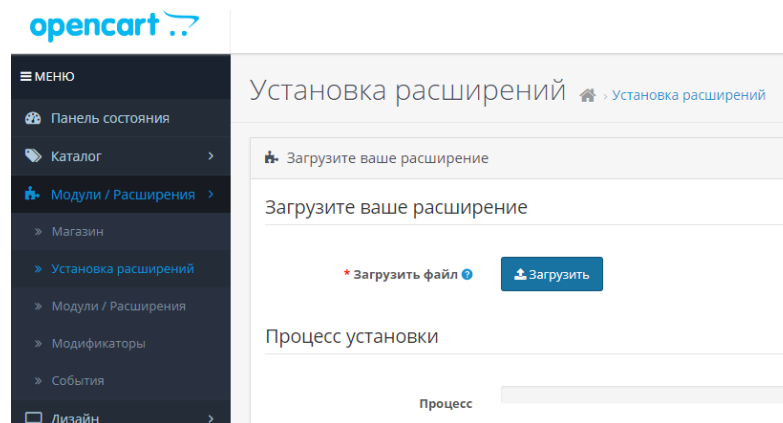 opencart
МЕНЮ
Панель состояния
Каталог
Модули / Расширения
Магазин
Установка расширений
Модули / Расширения
Модификаторы
События
Дизайн
Установка расширений › Установка расширений
Загрузите ваше расширение
Загрузите ваше расширение
* Загрузить файл ? Загрузить
Процесс установки
Процесс